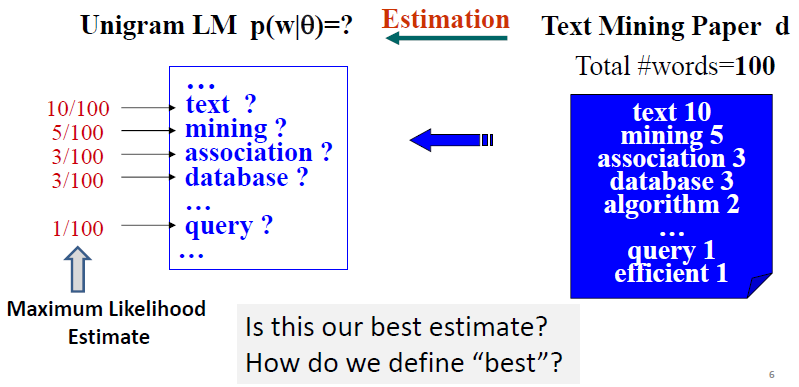 Unigram LM p(w|θ)=?
Estimation
Text Mining Paper d
Total #words=100
10/100
5/100
3/100
3/100
1/100
Maximum Likelihood
Estimate
...
text ?
mining ?
association ?
database ?
...
query ?
...
text 10
mining 5
association 3
database 3
algorithm 2
...
query 1
efficient 1
Is this our best estimate?
How do we define “best”?
6